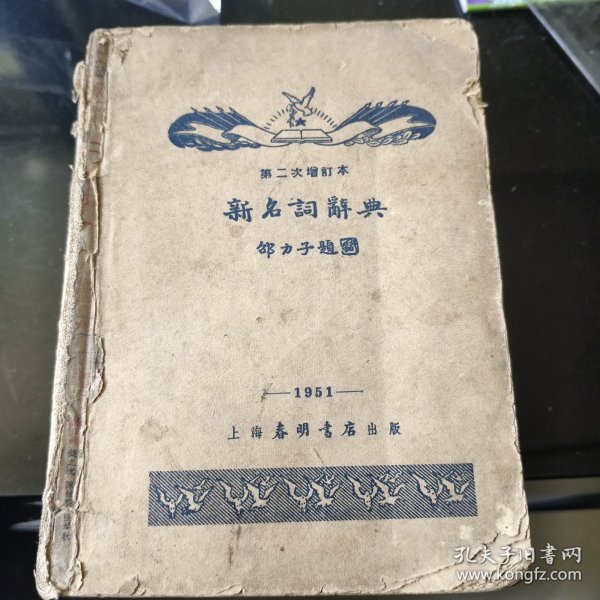 第二次增訂本
新名詞辭典
邵力子題
1951
上海春明書店出版
孔夫子旧書网
www.kongfz.com